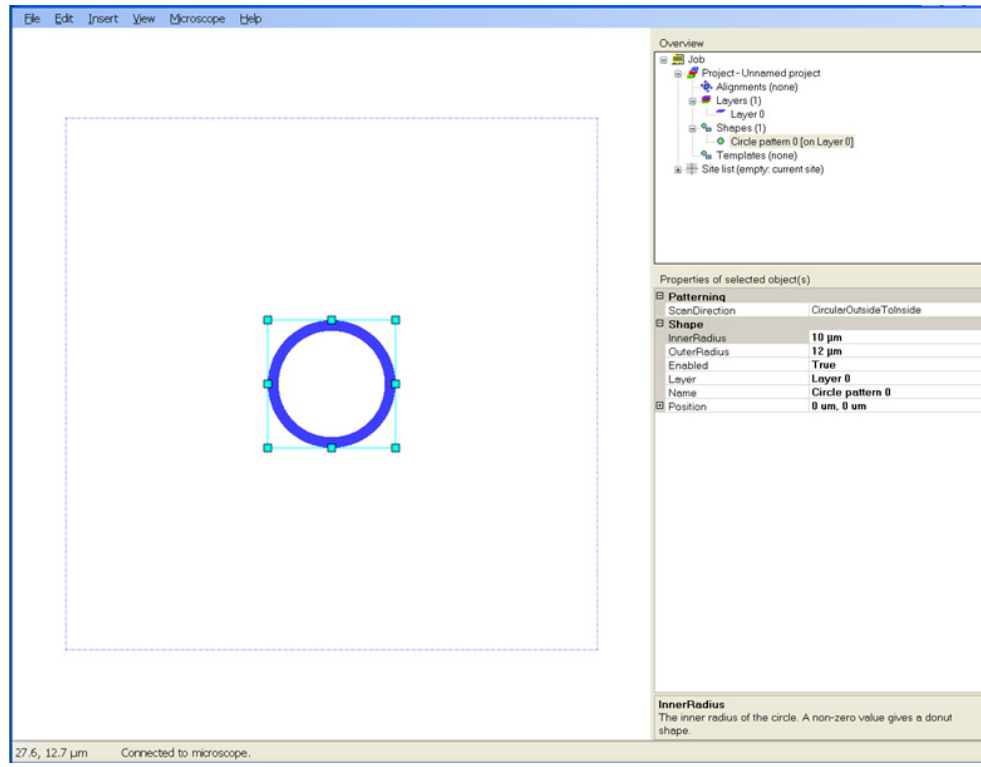 File Edit Insert View Microscope Help
Overview
Job
Project - Unnamed project
Alignments (none)
Layers (1)
Layer 0
Shapes (1)
Circle pattern 0 [on Layer 0]
Templates (none)
Site list (empty: current site)
Properties of selected object(s)
Patterning
ScanDirection CircularOutsideToInside
Shape
InnerRadius 10 µm
OuterRadius 12 µm
Enabled True
Layer Layer 0
Name Circle pattern 0
Position 0 um, 0 um
InnerRadius
The inner radius of the circle. A non-zero value gives a donut
shape.
27.6, 12.7 µm Connected to microscope.